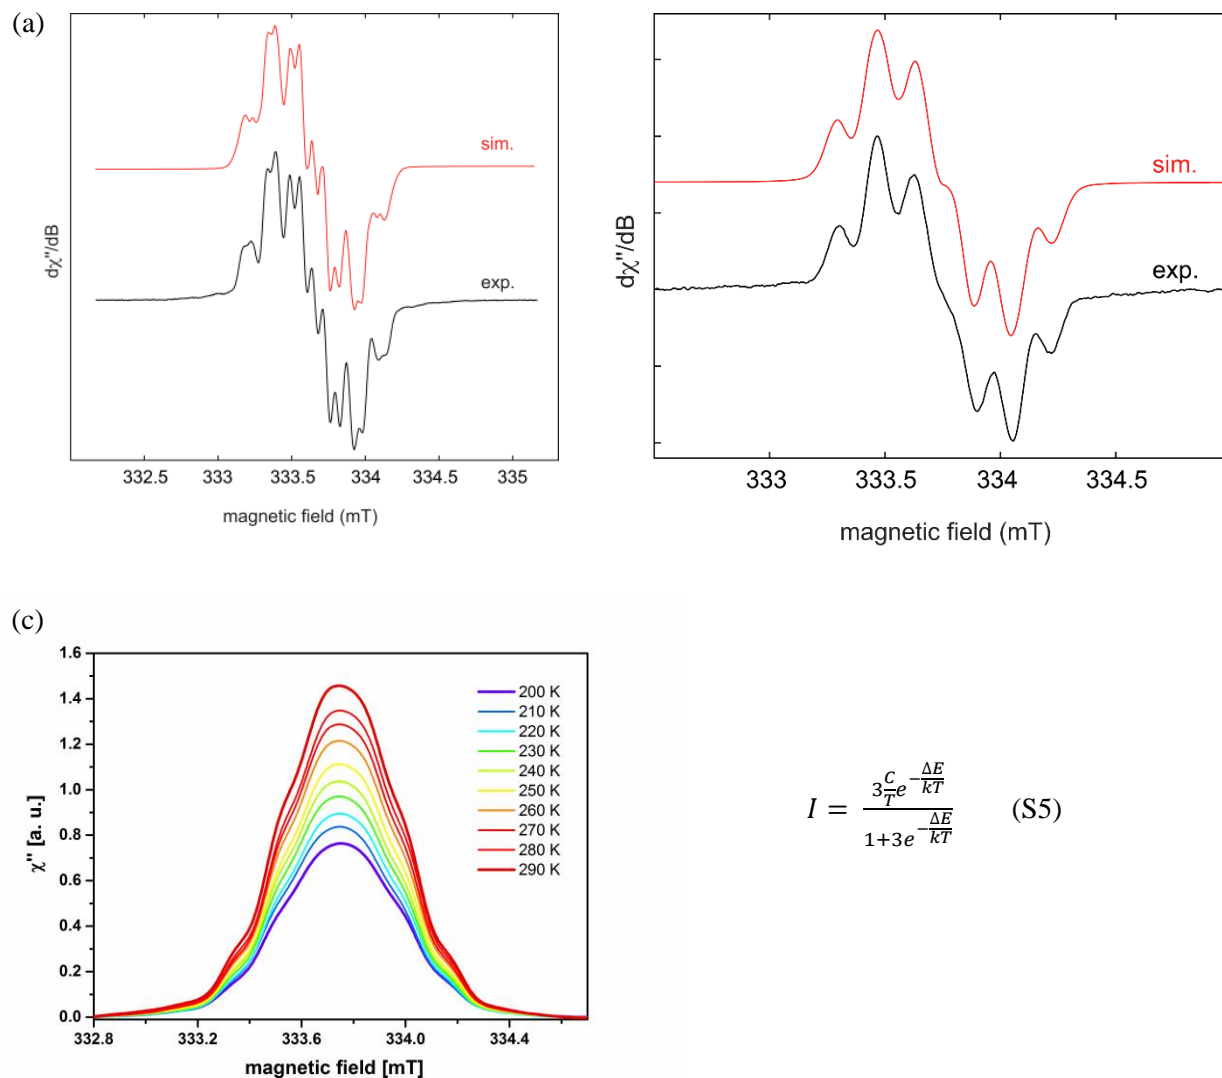 (a)
sim.
exp.
dχ"/dB
332.5 333 333.5 334 334.5 335
magnetic field (mT)
sim.
exp.
dχ"/dB
333 333.5 334 334.5
magnetic field (mT)
(c)
1.6
1.4
1.2
1.0
0.8
0.6
0.4
0.2
0.0
χ" [a. u.]
200 K
210 K
220 K
230 K
240 K
250 K
260 K
270 K
280 K
290 K
332.8 333.2 333.6 334.0 334.4
magnetic field [mT]
I = \frac{3\frac{C}{T}e^{-\frac{ΔE}{kT}}}{1+3e^{-\frac{ΔE}{kT}}} (S5)